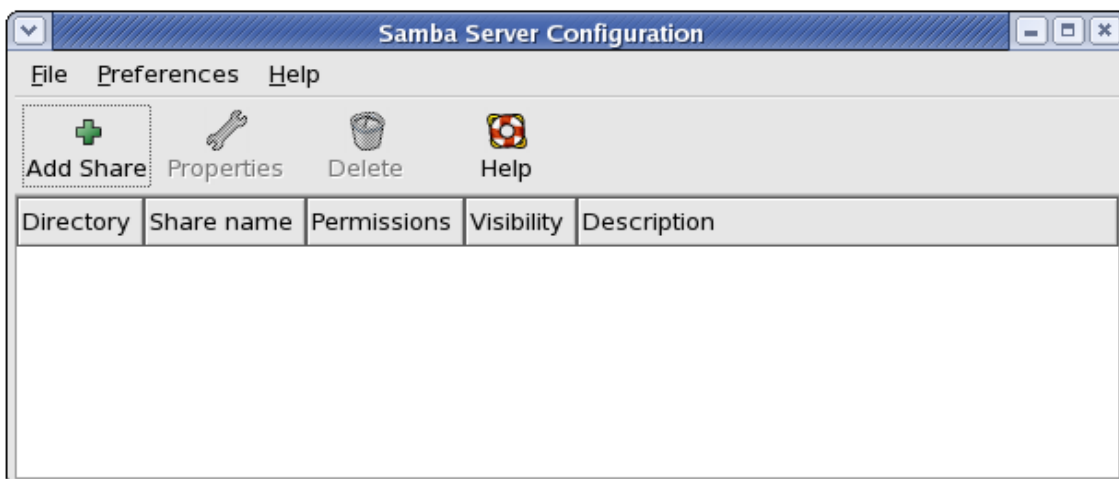 Samba Server Configuration
File Preferences Help
Add Share Properties Delete Help
Directory Share name Permissions Visibility Description